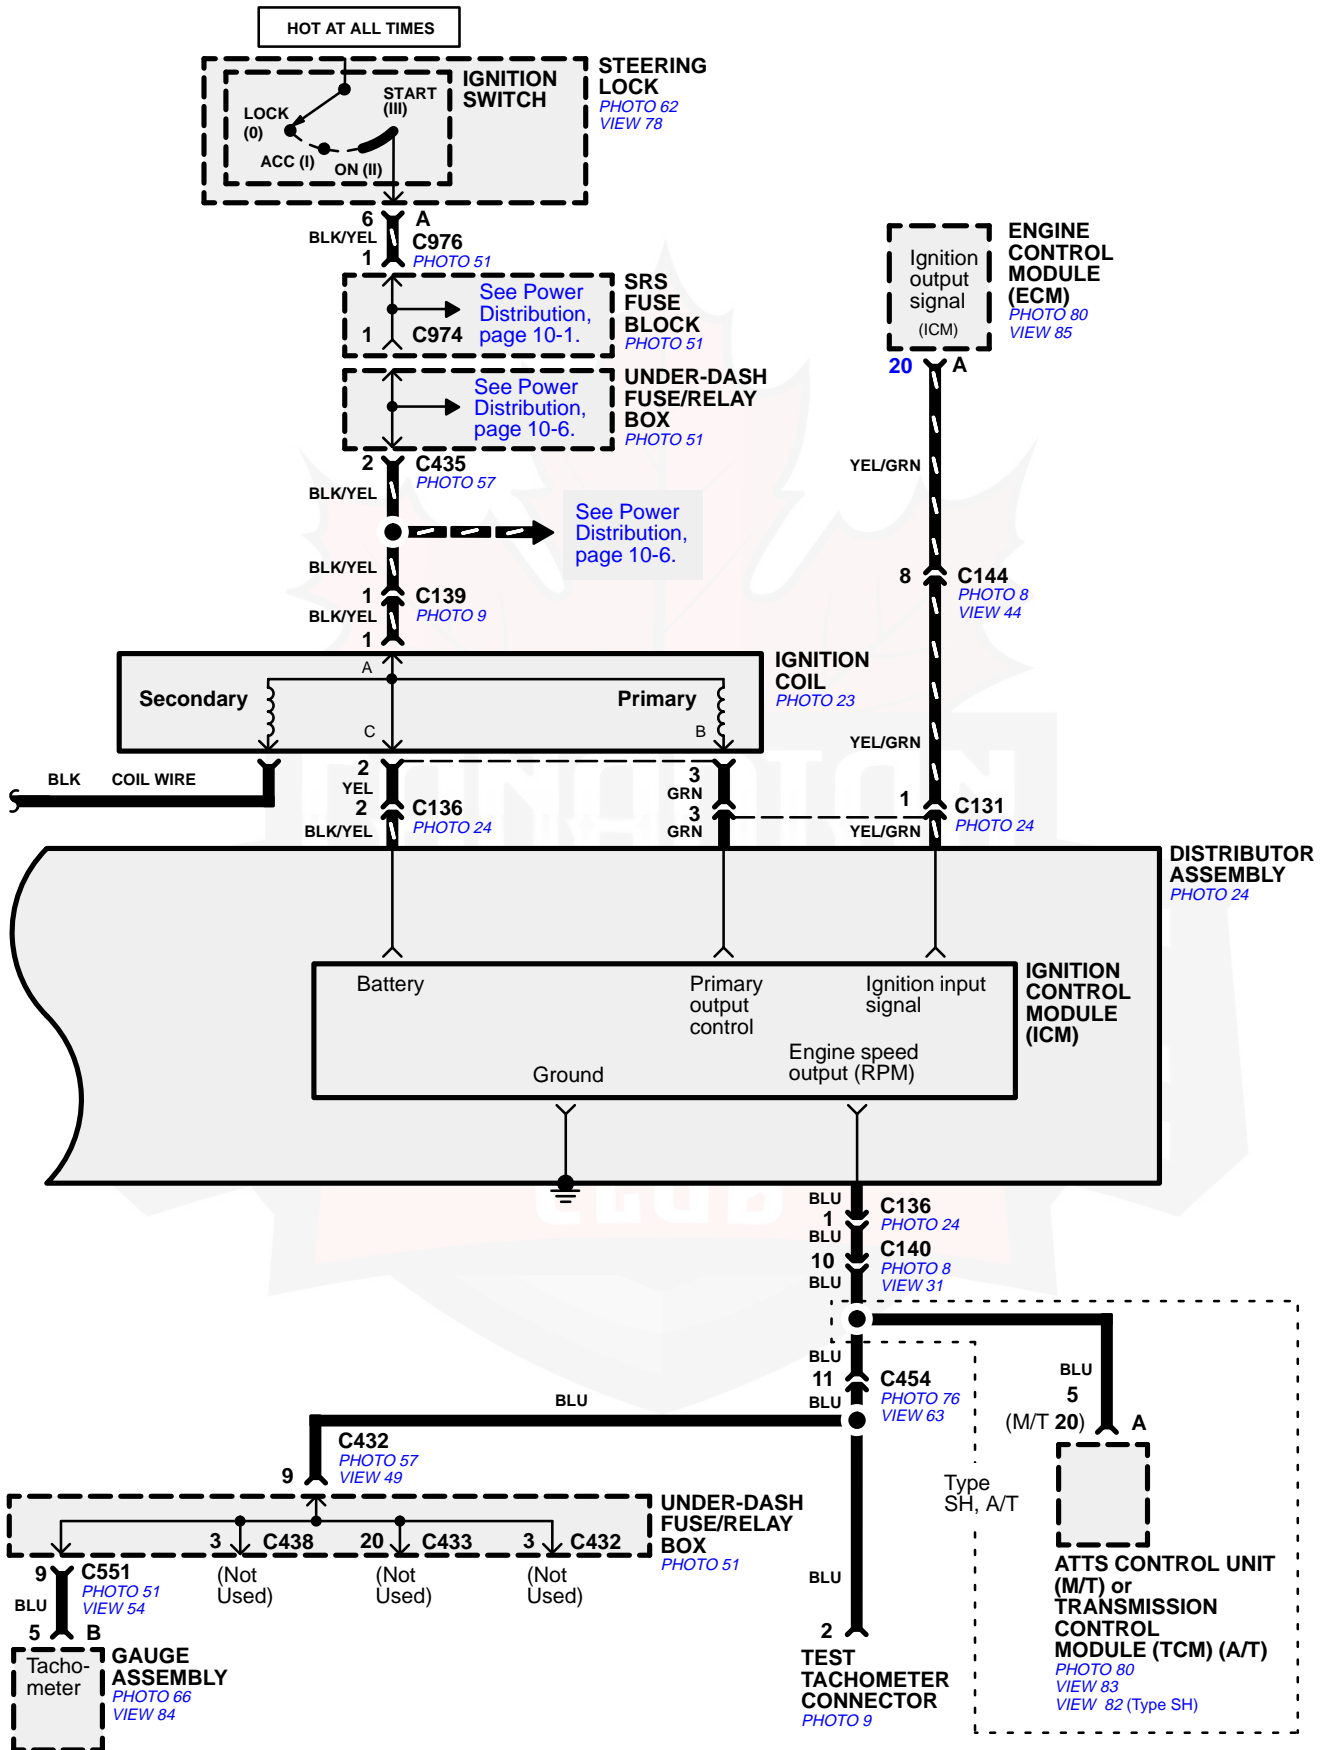 HOT AT ALL TIMES
STEERING
LOCK
PHOTO 62
VIEW 78
IGNITION
SWITCH
START
(III)
LOCK
(0)
ACC (I)
ON (II)
6
A
BLK/YEL
C976
1
PHOTO 51
SRS
FUSE
BLOCK
PHOTO 51
See Power
Distribution,
page 10-1.
1
C974
UNDER-DASH
FUSE/RELAY
BOX
PHOTO 51
See Power
Distribution,
page 10-6.
2
C435
PHOTO 57
BLK/YEL
See Power
Distribution,
page 10-6.
BLK/YEL
1
C139
PHOTO 9
BLK/YEL
1
ENGINE
CONTROL
MODULE
(ECM)
PHOTO 80
VIEW 85
Ignition
output
signal
(ICM)
20
A
YEL/GRN
8
C144
PHOTO 8
VIEW 44
IGNITION
COIL
PHOTO 23
A
Secondary
Primary
C
B
YEL/GRN
BLK
COIL WIRE
2
YEL
2
C136
PHOTO 24
BLK/YEL
3
GRN
3
GRN
1
C131
PHOTO 24
YEL/GRN
CANADIAN
CLUB
DISTRIBUTOR
ASSEMBLY
PHOTO 24
IGNITION
CONTROL
MODULE
(ICM)
Battery
Primary
output
control
Ignition input
signal
Ground
Engine speed
output (RPM)
BLU
1
C136
PHOTO 24
BLU
10
C140
PHOTO 8
VIEW 31
BLU
BLU
11
C454
PHOTO 76
VIEW 63
BLU
BLU
5
(M/T 20)
A
BLU
C432
PHOTO 57
VIEW 49
9
Type
SH, A/T
UNDER-DASH
FUSE/RELAY
BOX
PHOTO 51
3
C438
20
C433
3
C432
(Not
Used)
(Not
Used)
(Not
Used)
9
C551
PHOTO 51
VIEW 54
BLU
5
B
GAUGE
ASSEMBLY
PHOTO 66
VIEW 84
Tacho-
meter
BLU
2
TEST
TACHOMETER
CONNECTOR
PHOTO 9
ATTS CONTROL UNIT
(M/T) or
TRANSMISSION
CONTROL
MODULE (TCM) (A/T)
PHOTO 80
VIEW 83
VIEW 82 (Type SH)